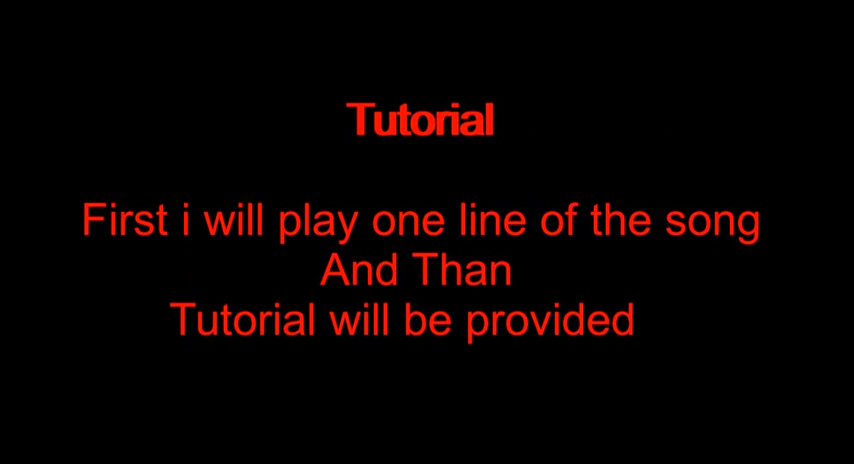 Tutorial
First i will play one line of the song
And Than
Tutorial will be provided